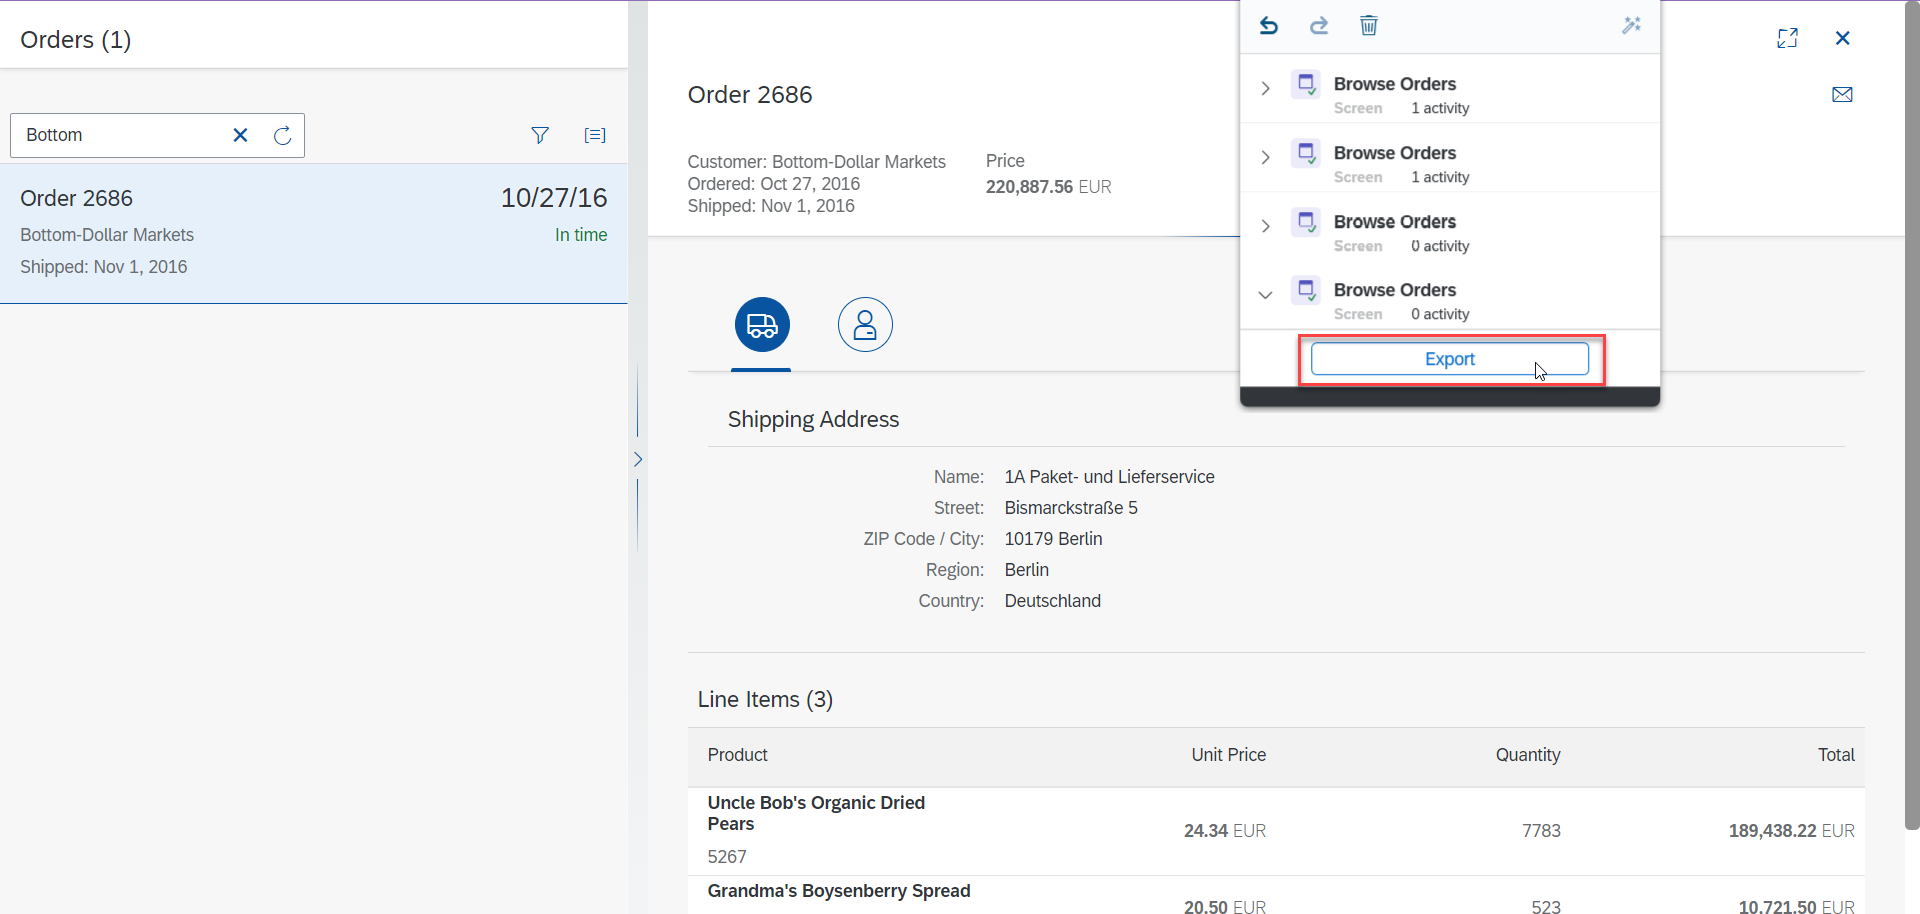 Orders (1)
Bottom
Order 2686
10/27/16
Bottom-Dollar Markets
In time
Shipped: Nov 1, 2016
Order 2686
Customer: Bottom-Dollar Markets
Ordered: Oct 27, 2016
Shipped: Nov 1, 2016
Price
220,887.56 EUR
Browse Orders
Screen 1 activity
Browse Orders
Screen 1 activity
Browse Orders
Screen 0 activity
Browse Orders
Screen 0 activity
Export
Shipping Address
Name: 1A Paket- und Lieferservice
Street: Bismarckstraße 5
ZIP Code / City: 10179 Berlin
Region: Berlin
Country: Deutschland
Line Items (3)
Product Unit Price Quantity Total
Uncle Bob's Organic Dried
Pears
5267
24.34 EUR 7783 189,438.22 EUR
Grandma's Boysenberry Spread
20.50 EUR 523 10,721.50 EUR